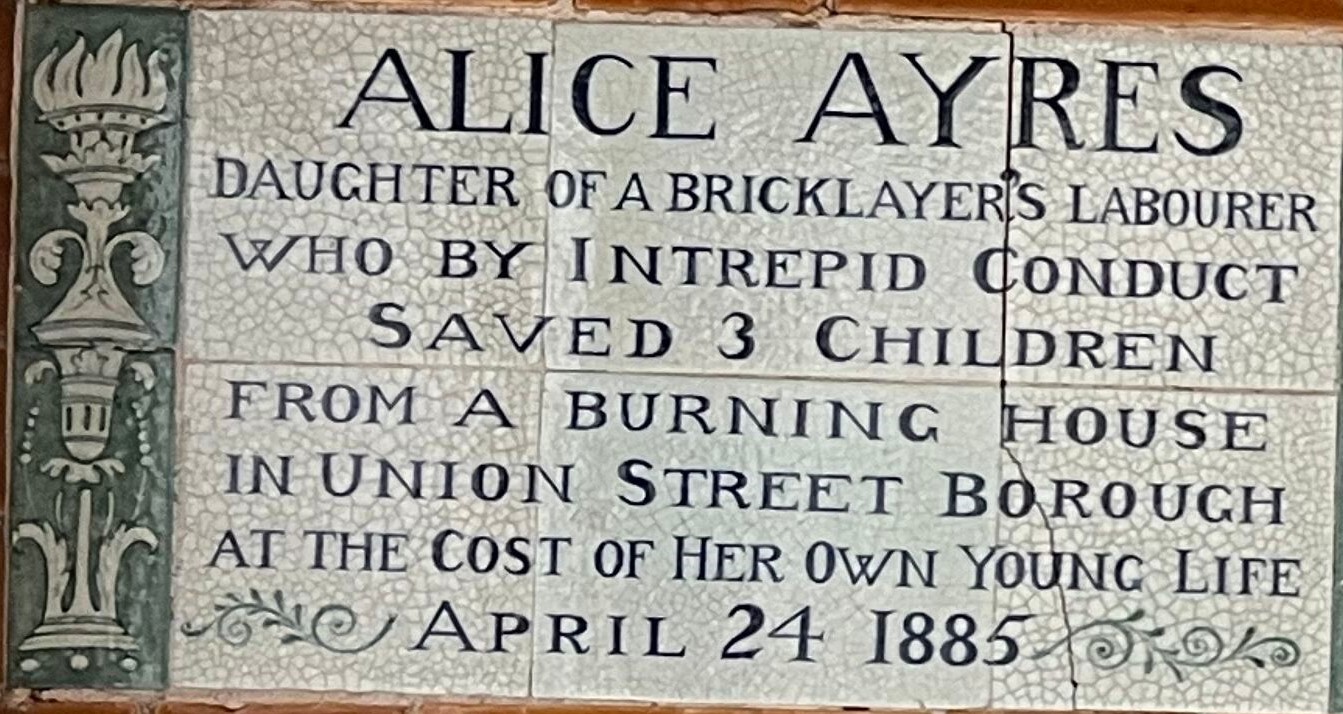 ALICE AYRES
DAUGHTER OF A BRICKLAYER'S LABOURER
WHO BY INTREPID CONDUCT
SAVED 3 CHILDREN
FROM A BURNING HOUSE
IN UNION STREET BOROUGH
AT THE COST OF HER OWN YOUNG LIFE
APRIL 24 1885